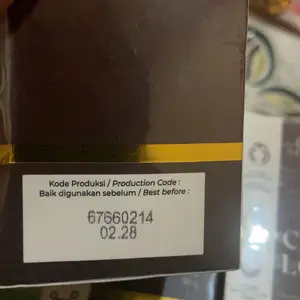 Kode Produksi / Production Code :
Baik digunakan sebelum / Best before :
67660214
02.28